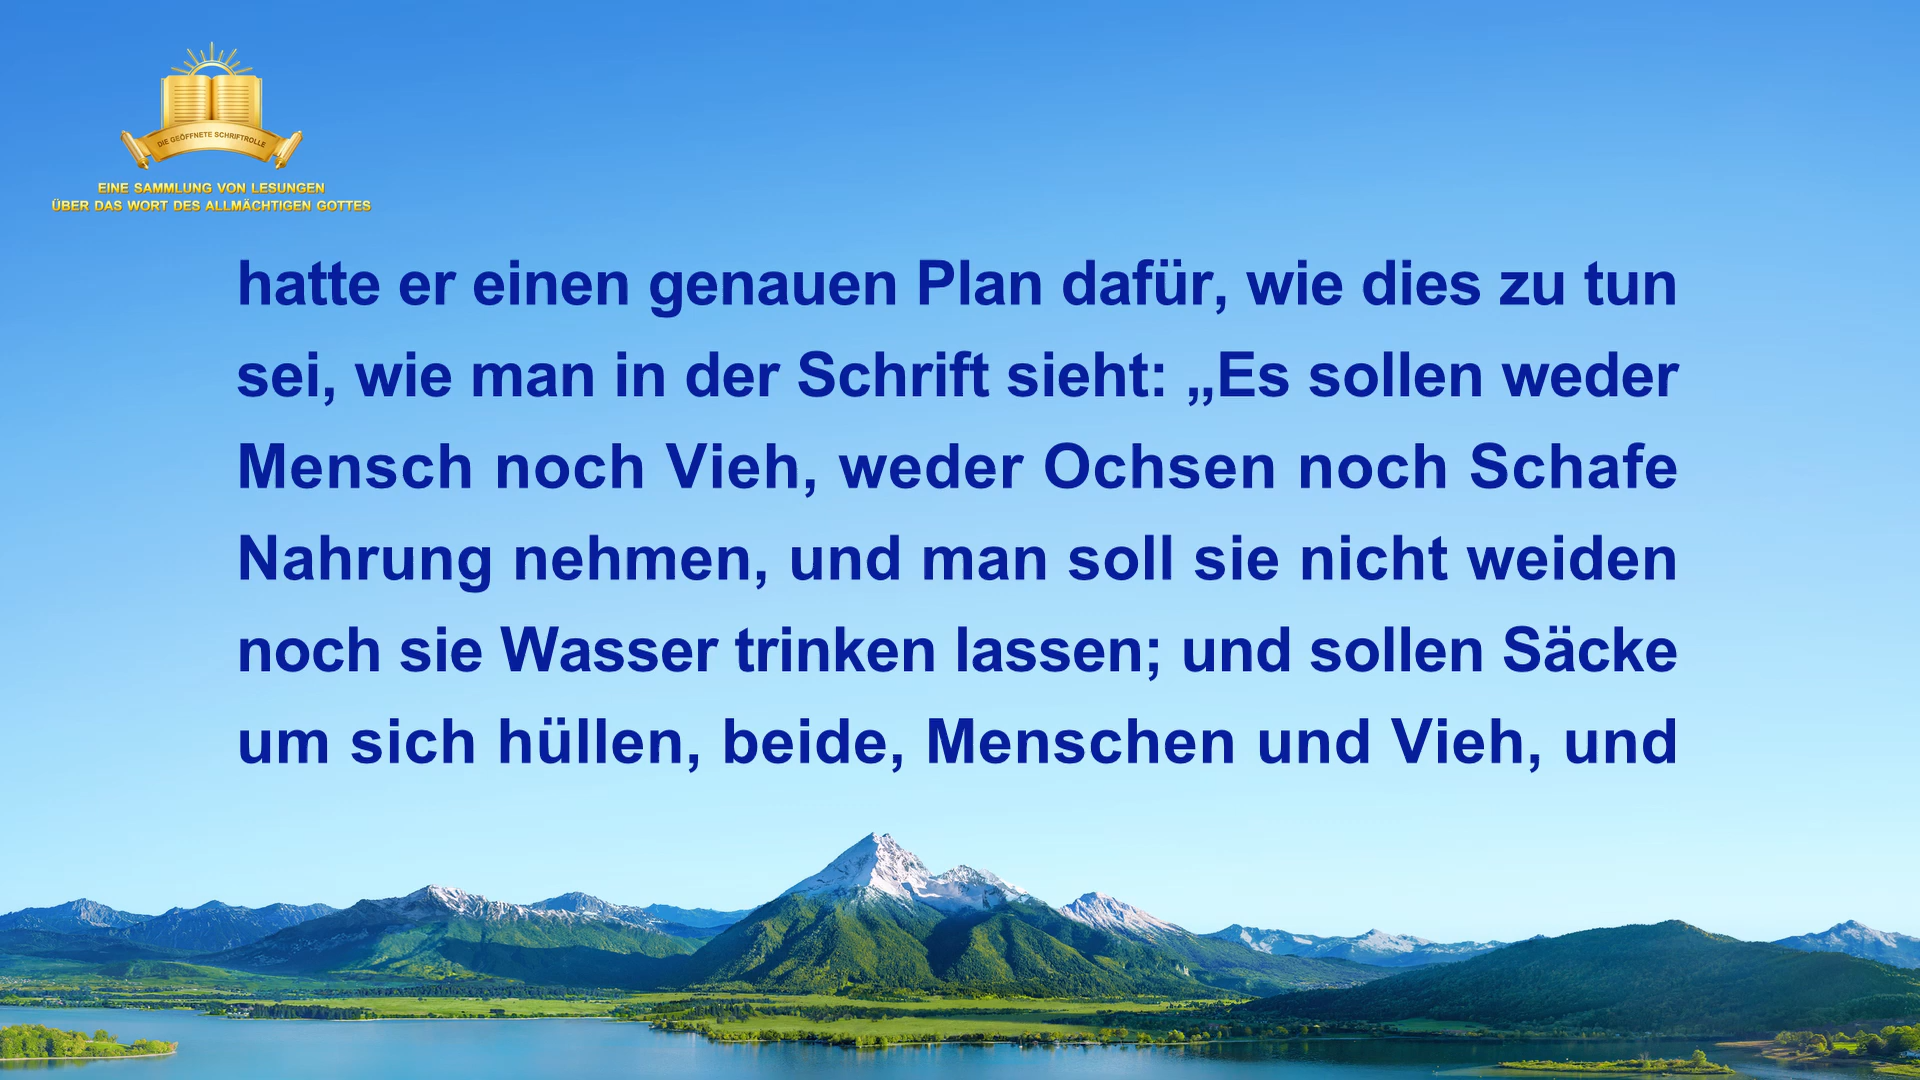 DIE GEÖFFNETE SCHRIFTROLLE
EINE SAMMLUNG VON LESUNGEN
ÜBER DAS WORT DES ALLMÄCHTIGEN GOTTES
hatte er einen genauen Plan dafür, wie dies zu tun
sei, wie man in der Schrift sieht: „Es sollen weder
Mensch noch Vieh, weder Ochsen noch Schafe
Nahrung nehmen, und man soll sie nicht weiden
noch sie Wasser trinken lassen; und sollen Säcke
um sich hüllen, beide, Menschen und Vieh, und